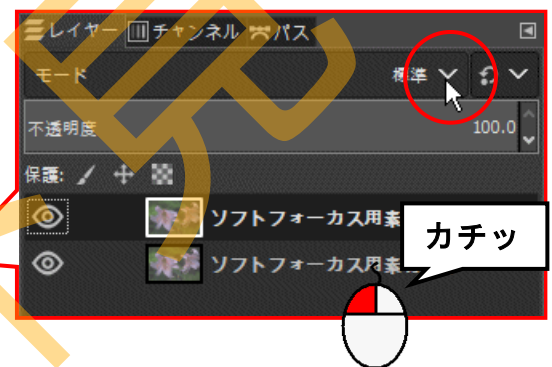 レイヤー チャンネル パス
モード 標準
不透明度 100.0
保護:
ソフトフォーカス用素
カチッ
ソフトフォーカス用素